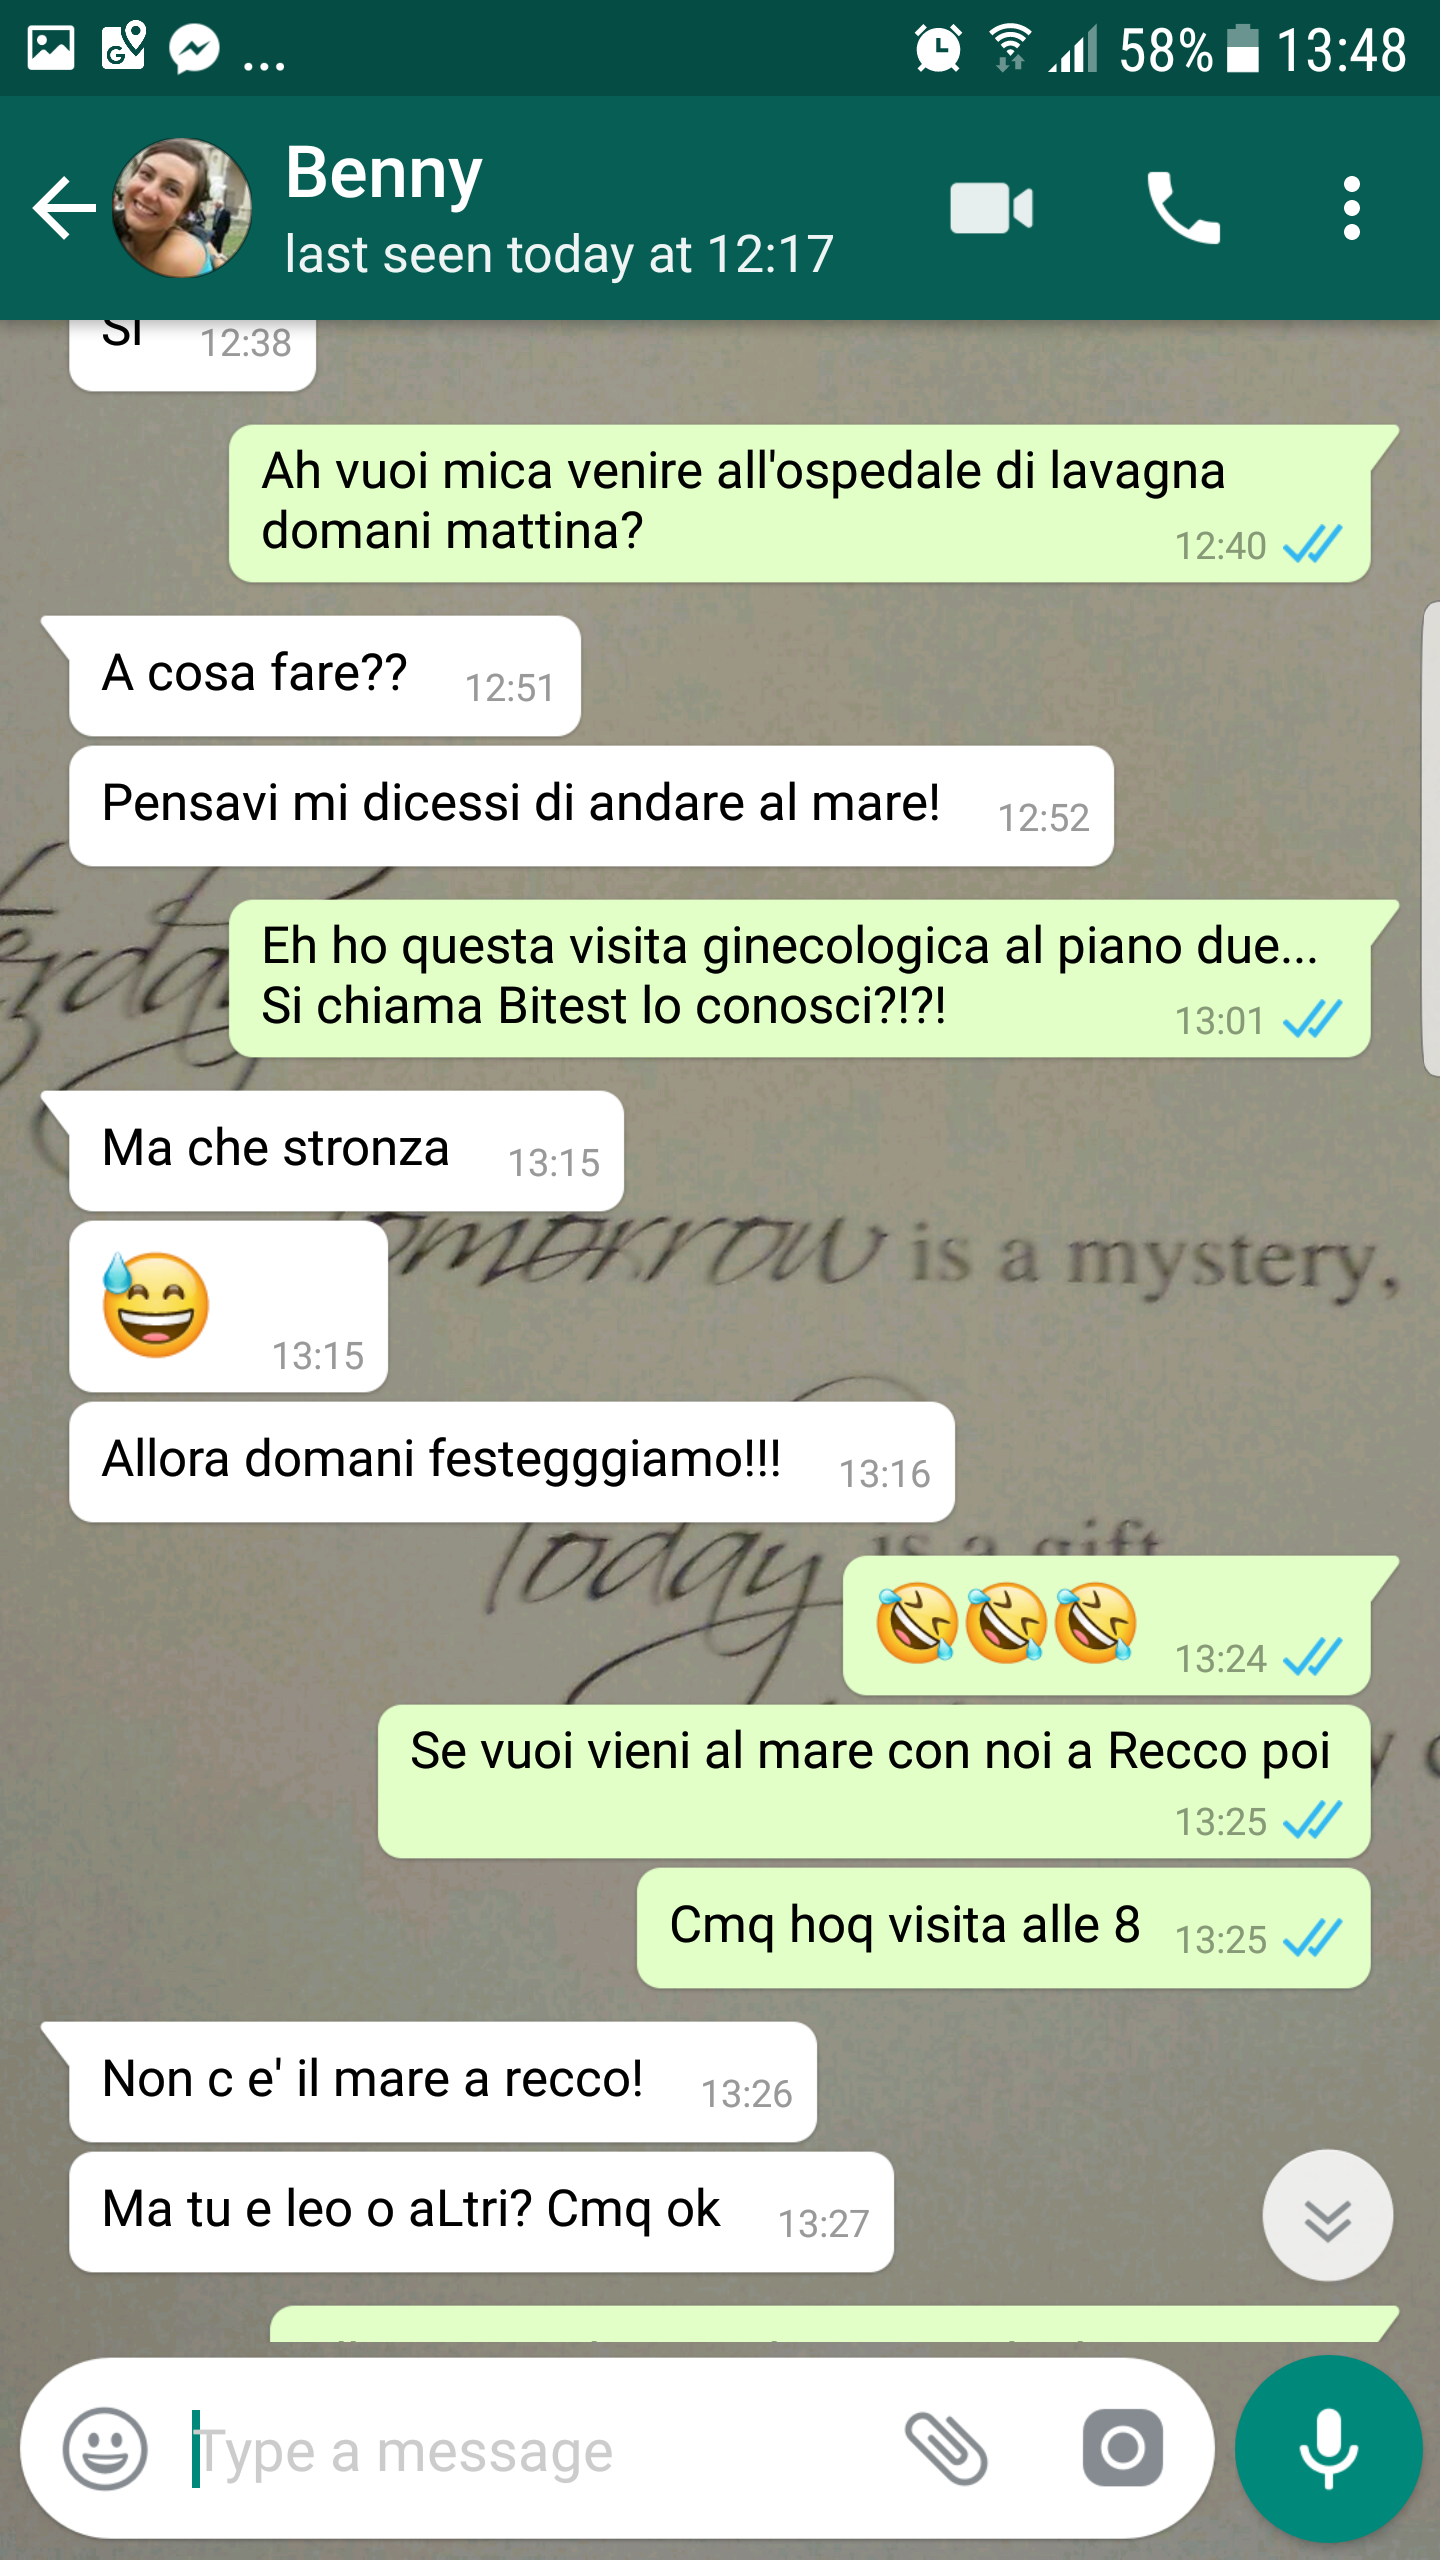 58% 13:48
Benny
last seen today at 12:17
SI 12:38
Ah vuoi mica venire all'ospedale di lavagna
domani mattina?
12:40
A cosa fare?? 12:51
Pensavi mi dicessi di andare al mare! 12:52
Eh ho questa visita ginecologica al piano due...
Si chiama Bitest lo conosci?!?!
13:01
Ma che stronza 13:15
tomorrow is a mystery,
13:15
Allora domani festegggiamo!!! 13:16
Today is a gift
13:24
Se vuoi vieni al mare con noi a Recco poi
13:25
Cmq hoq visita alle 8 13:25
Non c e' il mare a recco! 13:26
Ma tu e leo o aLtri? Cmq ok 13:27
Type a message